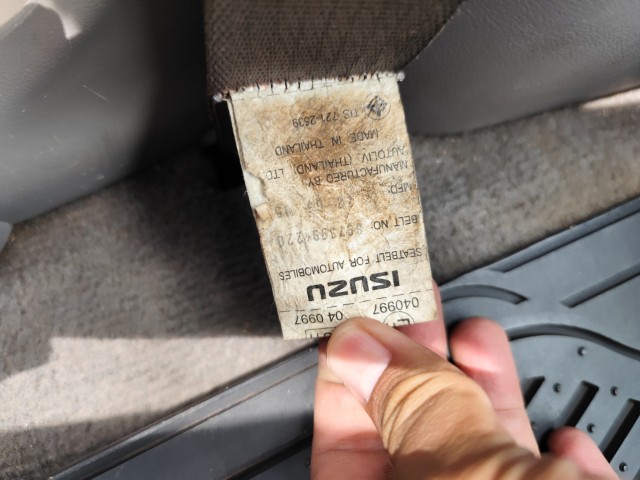 040997 04 0997
ISUZU
SEATBELT FOR AUTOMOBILES
BELT NO.
MFD.
MANUFACTURED BY
AUTOLIV (THAILAND) LTD.
MADE IN THAILAND
TIS 721-2539